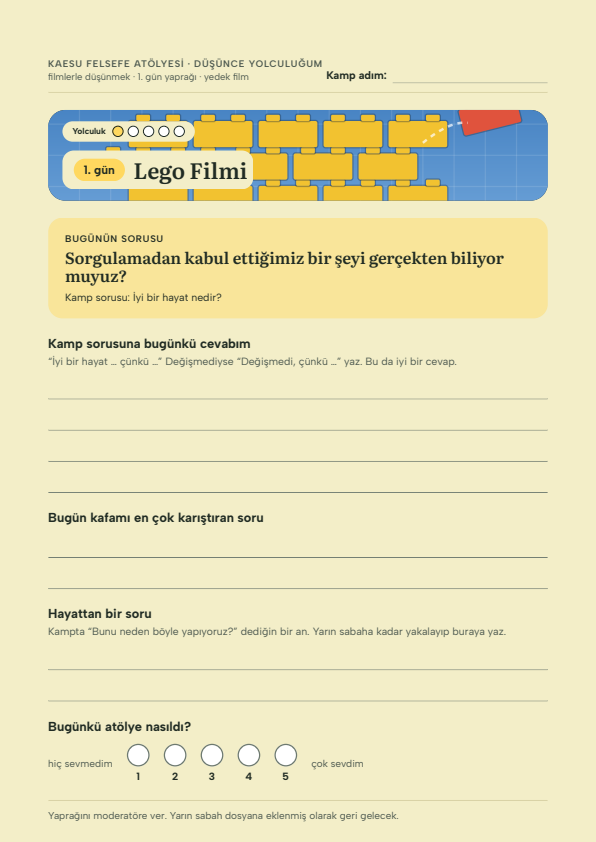 KAESU FELSEFE ATÖLYESİ · DÜŞÜNCE YOLCULUĞUM
filmlerle düşünmek · 1. gün yaprağı · yedek film
Kamp adım:
Yolculuk
1. gün
Lego Filmi
BUGÜNÜN SORUSU
Sorgulamadan kabul ettiğimiz bir şeyi gerçekten biliyor
muyuz?
Kamp sorusu: İyi bir hayat nedir?
Kamp sorusuna bugünkü cevabım
“İyi bir hayat … çünkü …” Değişmediyse “Değişmedi, çünkü …” yaz. Bu da iyi bir cevap.
Bugün kafamı en çok karıştıran soru
Hayattan bir soru
Kampta “Bunu neden böyle yapıyoruz?” dediğin bir an. Yarın sabaha kadar yakalayıp buraya yaz.
Bugünkü atölye nasıldı?
hiç sevmedim
1 2 3 4 5
çok sevdim
Yaprağını moderatöre ver. Yarın sabah dosyana eklenmiş olarak geri gelecek.